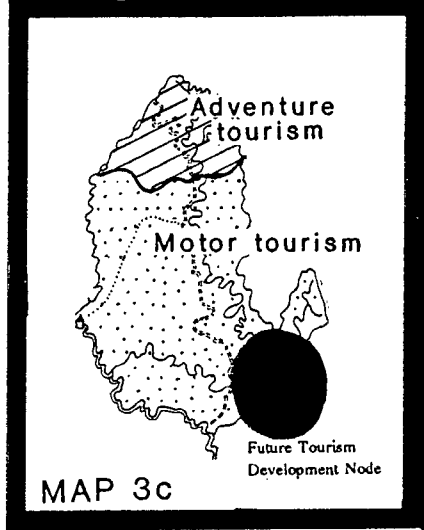 Adventure
tourism
Motor tourism
Future Tourism
Development Node
MAP 3c